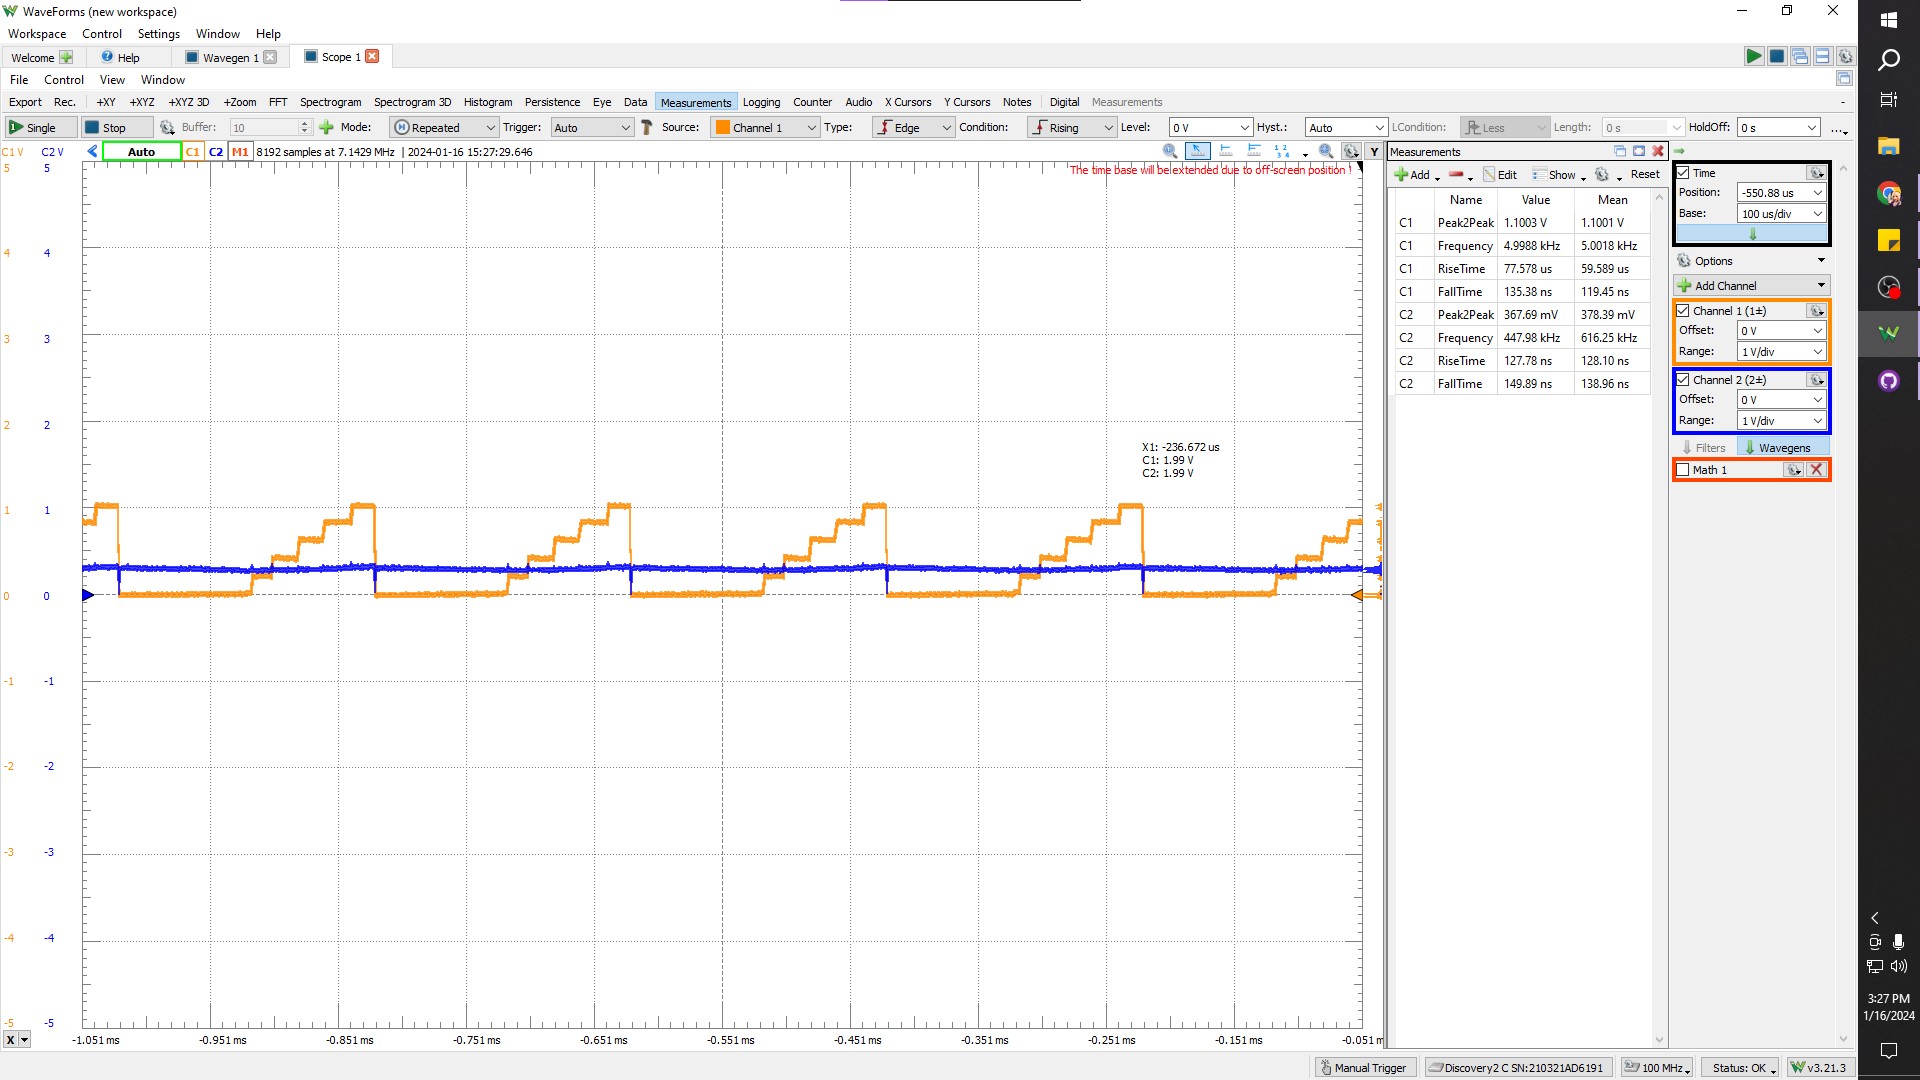 WaveForms (new workspace)
Workspace Control Settings Window Help
Welcome Help Wavegen 1 Scope 1
File Control View Window
Export Rec. +XY +XYZ +XYZ 3D +Zoom FFT Spectrogram Spectrogram 3D Histogram Persistence Eye Data Measurements Logging Counter Audio X Cursors Y Cursors Notes Digital Measurements
Single Stop Buffer: 10 Mode: Repeated Trigger: Auto Source: Channel 1 Type: Edge Condition: Rising Level: 0 V Hyst.: Auto LCondition: Less Length: 0 s HoldOff: 0 s
C1 V C2 V Auto C1 C2 M1 8192 samples at 7.1429 MHz | 2024-01-16 15:27:29.646 Y
The time base will be extended due to off-screen position !
5 5
4 4
3 3
2 2
1 1
0 0
-1 -1
-2 -2
-3 -3
-4 -4
-5 -5
X1: -236.672 us
C1: 1.99 V
C2: 1.99 V
X -1.051 ms -0.951 ms -0.851 ms -0.751 ms -0.651 ms -0.551 ms -0.451 ms -0.351 ms -0.251 ms -0.151 ms -0.051 m
Measurements
Add Edit Show Reset
Name Value Mean
C1 Peak2Peak 1.1003 V 1.1001 V
C1 Frequency 4.9988 kHz 5.0018 kHz
C1 RiseTime 77.578 us 59.589 us
C1 FallTime 135.38 ns 119.45 ns
C2 Peak2Peak 367.69 mV 378.39 mV
C2 Frequency 447.98 kHz 616.25 kHz
C2 RiseTime 127.78 ns 128.10 ns
C2 FallTime 149.89 ns 138.96 ns
Time
Position: -550.88 us
Base: 100 us/div
Options
Add Channel
Channel 1 (1±)
Offset: 0 V
Range: 1 V/div
Channel 2 (2±)
Offset: 0 V
Range: 1 V/div
Filters Wavegens
Math 1
Manual Trigger Discovery2 C SN:210321AD6191 100 MHz Status: OK v3.21.3
3:27 PM
1/16/2024